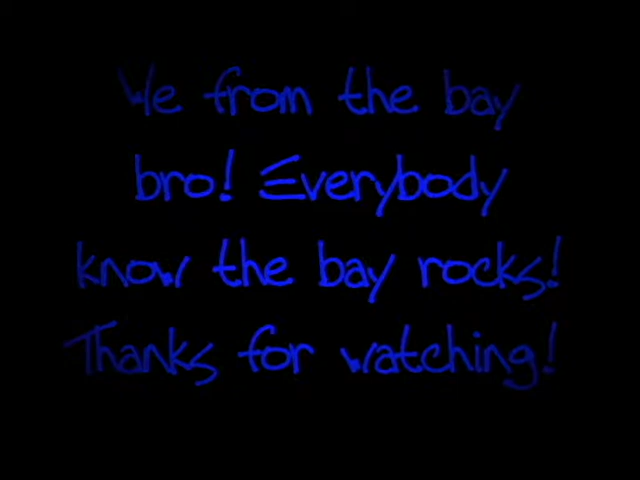 We from the bay
bro! Everybody
know the bay rocks!
Thanks for watching!